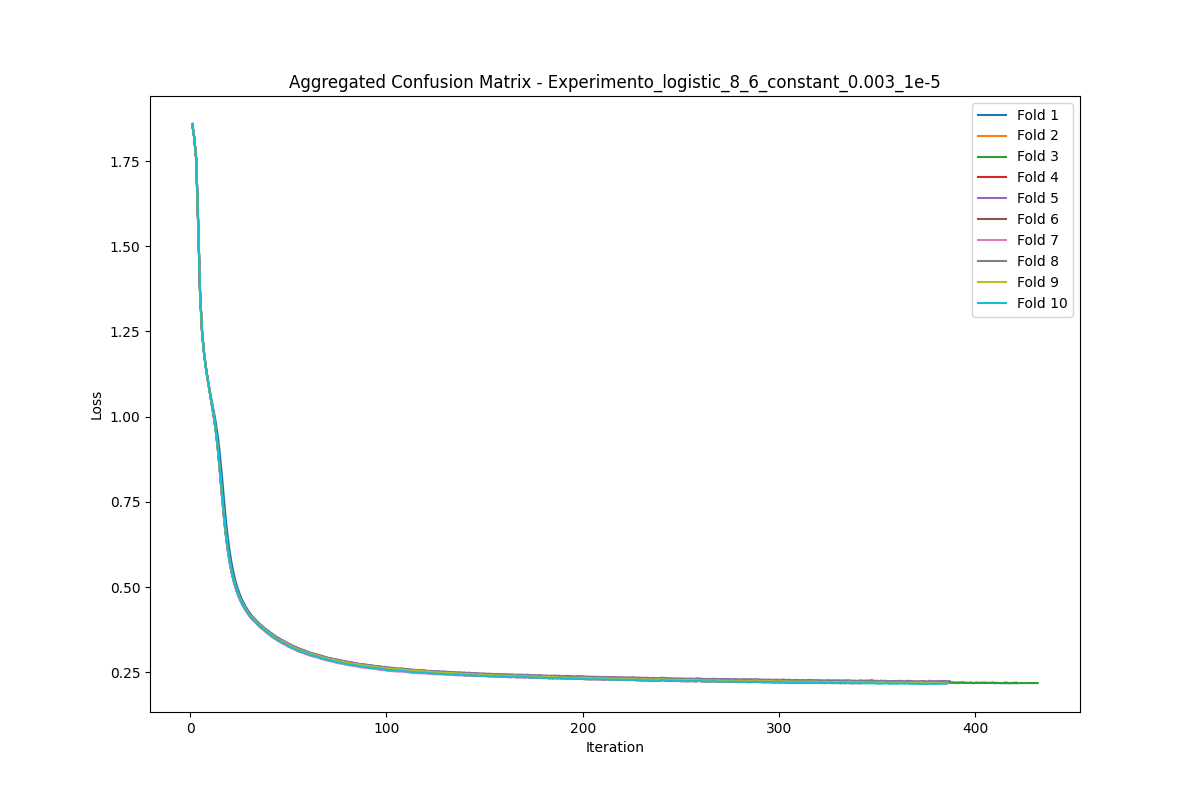 Aggregated Confusion Matrix - Experimento_logistic_8_6_constant_0.003_1e-5
Fold 1
Fold 2
Fold 3
Fold 4
Fold 5
Fold 6
Fold 7
Fold 8
Fold 9
Fold 10
1.75
1.50
1.25
1.00
0.75
0.50
0.25
Loss
0
100
200
300
400
Iteration